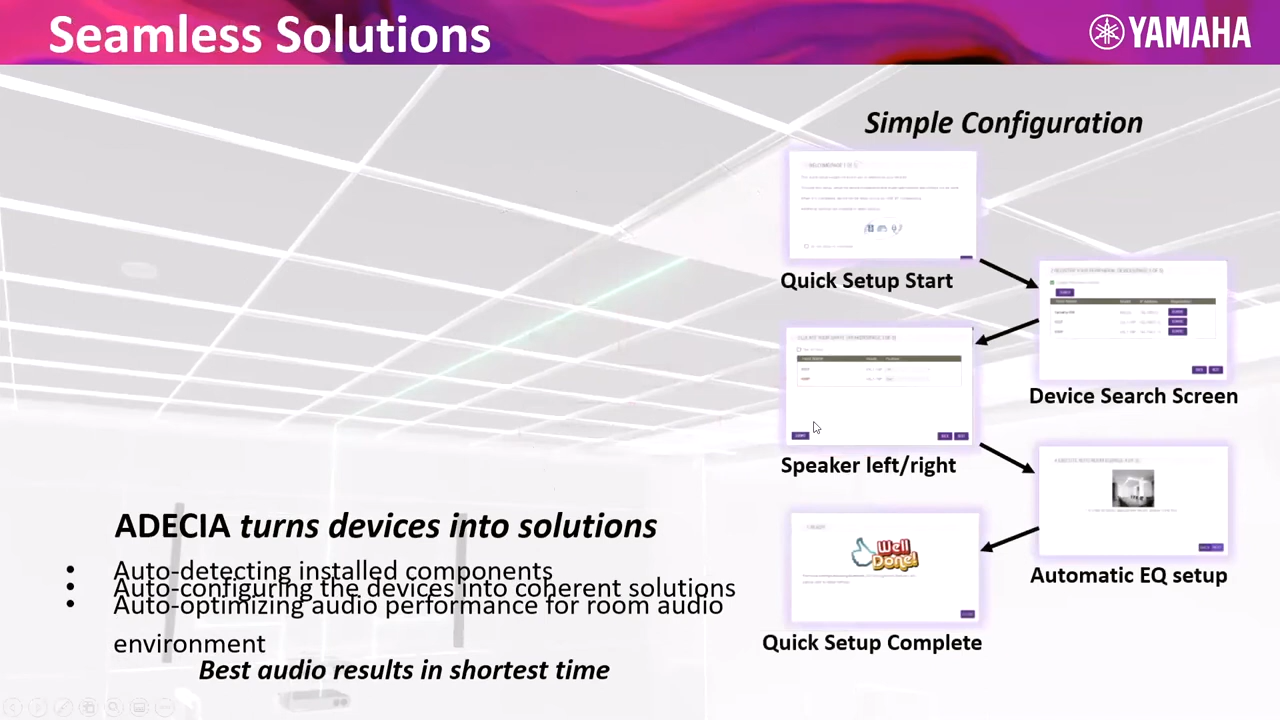 Seamless Solutions
YAMAHA
Simple Configuration
Quick Setup Start
Device Search Screen
Speaker left/right
Automatic EQ setup
Well
Done!
Quick Setup Complete
ADECIA turns devices into solutions
• Auto-detecting installed components
• Auto-configuring the devices into coherent solutions
• Auto-optimizing audio performance for room audio
environment
Best audio results in shortest time